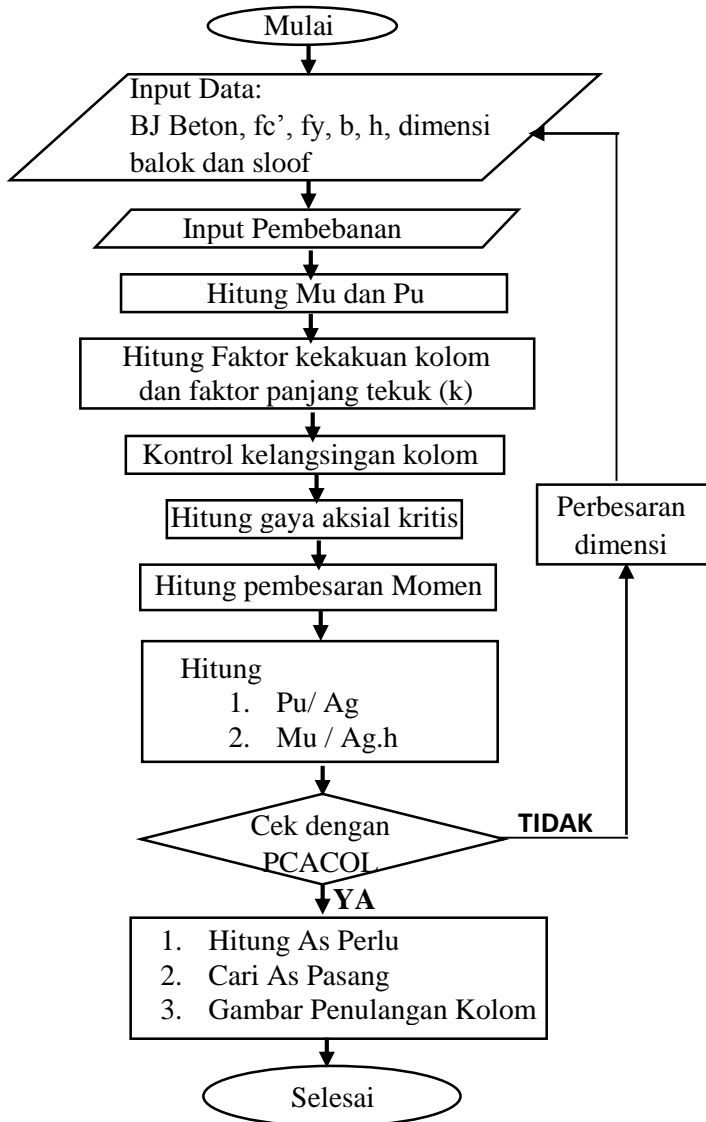 Mulai
Input Data:
BJ Beton, fc’, fy, b, h, dimensi
balok dan sloof
Input Pembebanan
Hitung Mu dan Pu
Hitung Faktor kekakuan kolom
dan faktor panjang tekuk (k)
Kontrol kelangsingan kolom
Hitung gaya aksial kritis
Perbesaran
dimensi
Hitung pembesaran Momen
Hitung
1. Pu/ Ag
2. Mu / Ag.h
Cek dengan
PCACOL
TIDAK
YA
1. Hitung As Perlu
2. Cari As Pasang
3. Gambar Penulangan Kolom
Selesai